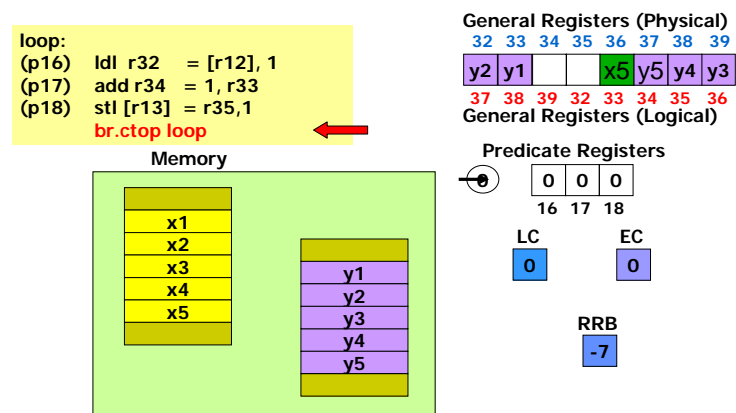 loop:
(p16) ldl r32 = [r12], 1
(p17) add r34 = 1, r33
(p18) stl [r13] = r35,1
br.ctop loop
General Registers (Physical)
32 33 34 35 36 37 38 39
y2 y1 x5 y5 y4 y3
37 38 39 32 33 34 35 36
General Registers (Logical)
Memory
x1
x2
x3
x4
x5
y1
y2
y3
y4
y5
Predicate Registers
0 0 0 0
16 17 18
LC EC
0 0
RRB
-7